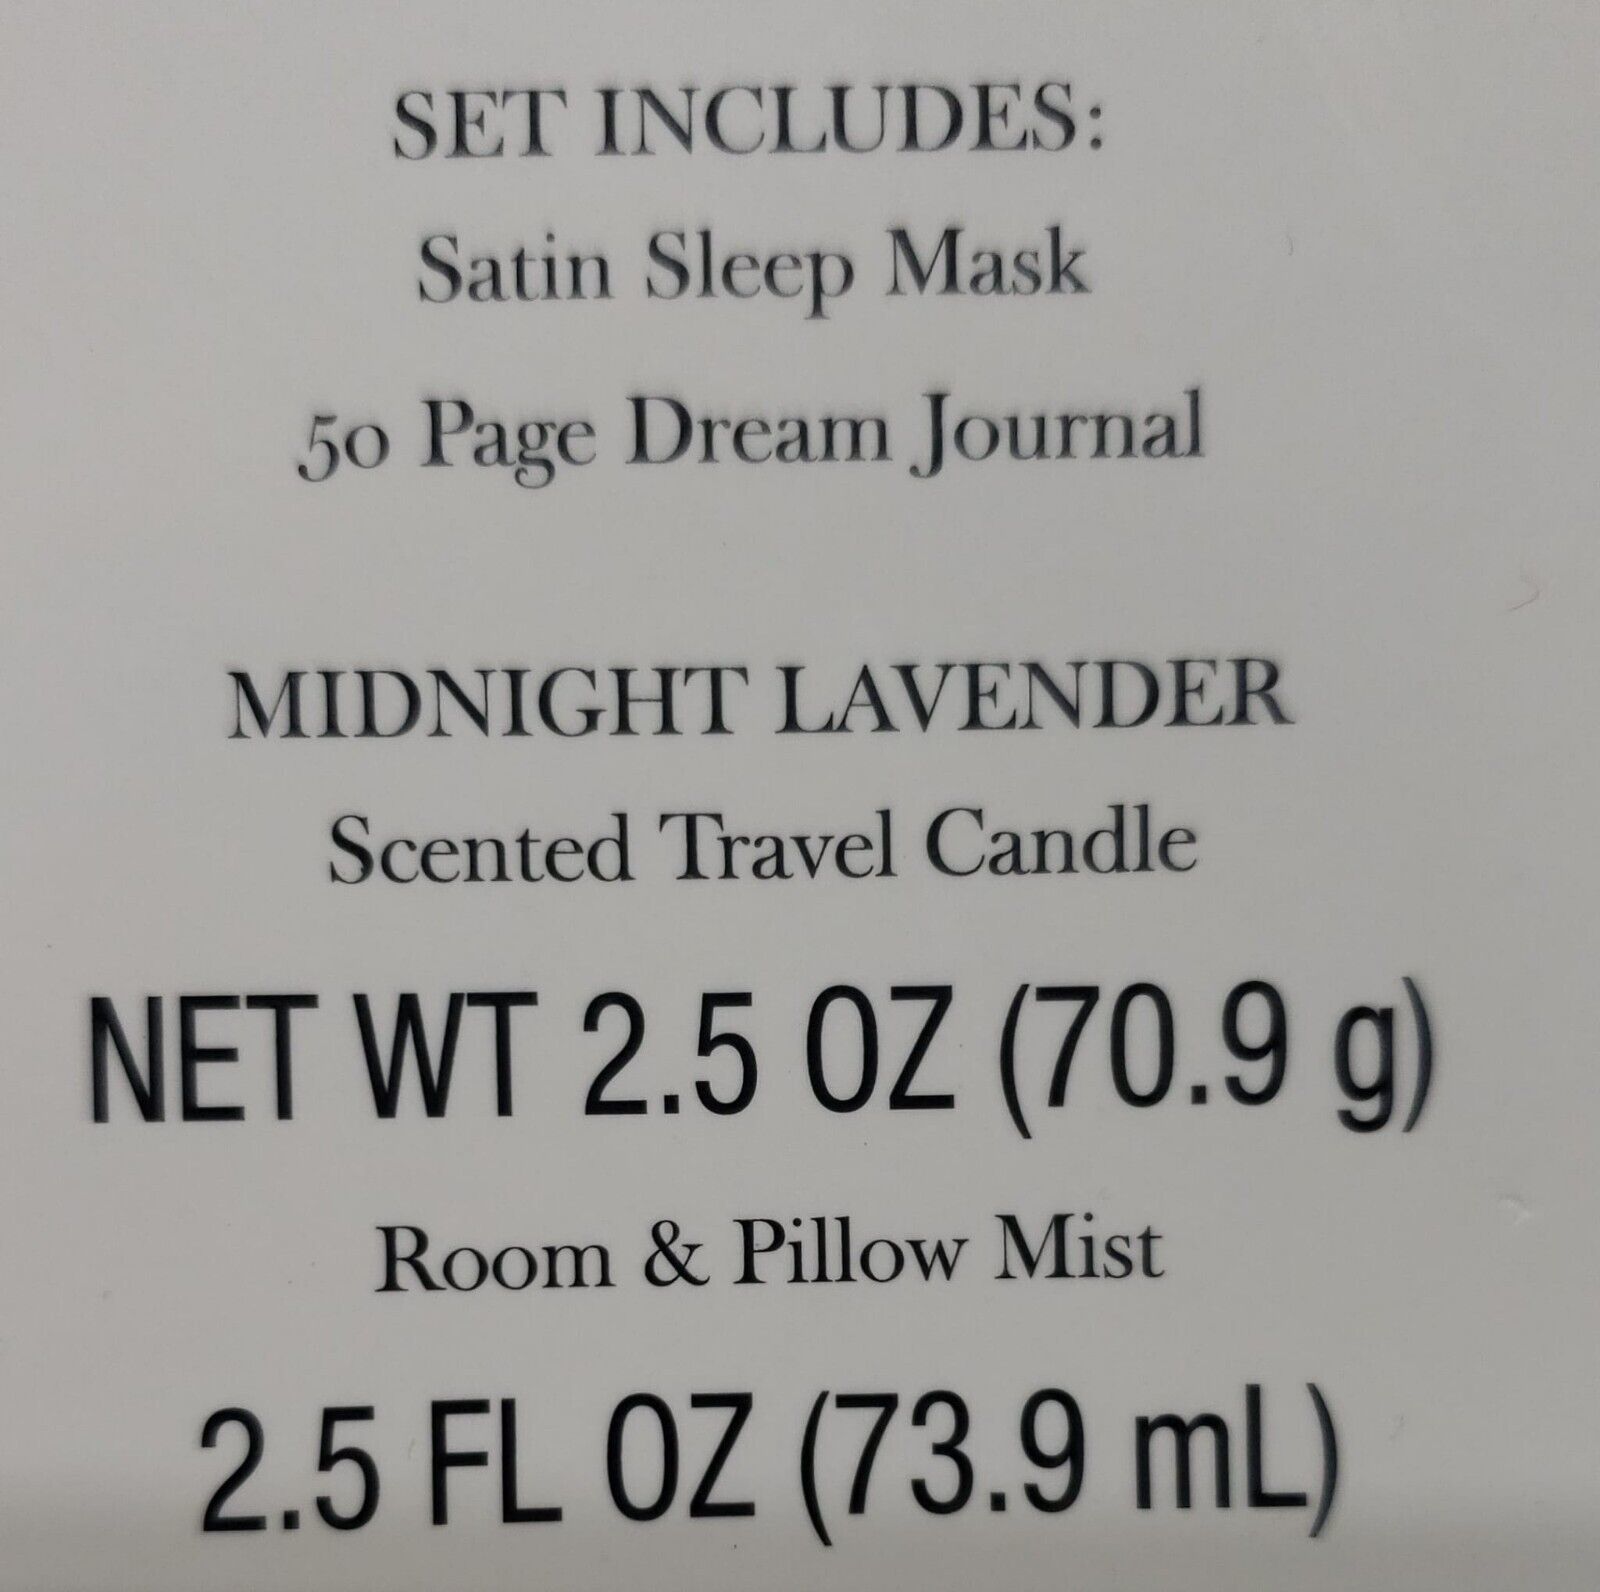 SET INCLUDES:
Satin Sleep Mask
50 Page Dream Journal
MIDNIGHT LAVENDER
Scented Travel Candle
NET WT 2.5 OZ (70.9 g)
Room & Pillow Mist
2.5 FL OZ (73.9 mL)